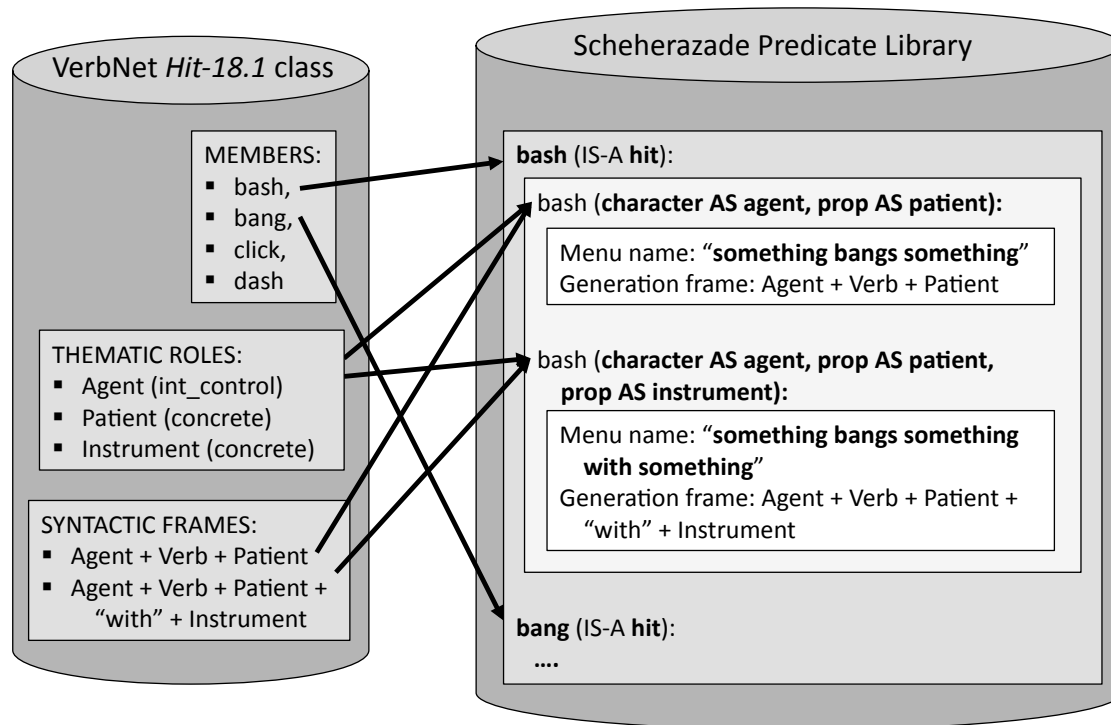 VerbNet Hit-18.1 class
MEMBERS:
▪ bash,
▪ bang,
▪ click,
▪ dash
THEMATIC ROLES:
▪ Agent (int_control)
▪ Patient (concrete)
▪ Instrument (concrete)
SYNTACTIC FRAMES:
▪ Agent + Verb + Patient
▪ Agent + Verb + Patient +
“with” + Instrument
Scheherazade Predicate Library
bash (IS-A hit):
bash (character AS agent, prop AS patient):
Menu name: “something bangs something”
Generation frame: Agent + Verb + Patient
bash (character AS agent, prop AS patient,
prop AS instrument):
Menu name: “something bangs something
with something”
Generation frame: Agent + Verb + Patient +
“with” + Instrument
bang (IS-A hit):
....